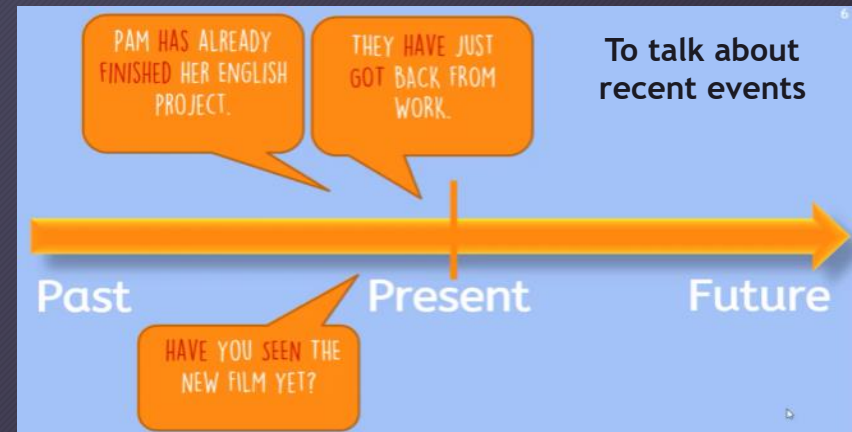 6
PAM HAS ALREADY
FINISHED HER ENGLISH
PROJECT.
THEY HAVE JUST
GOT BACK FROM
WORK.
To talk about
recent events
Past
Present
Future
HAVE YOU SEEN THE
NEW FILM YET?